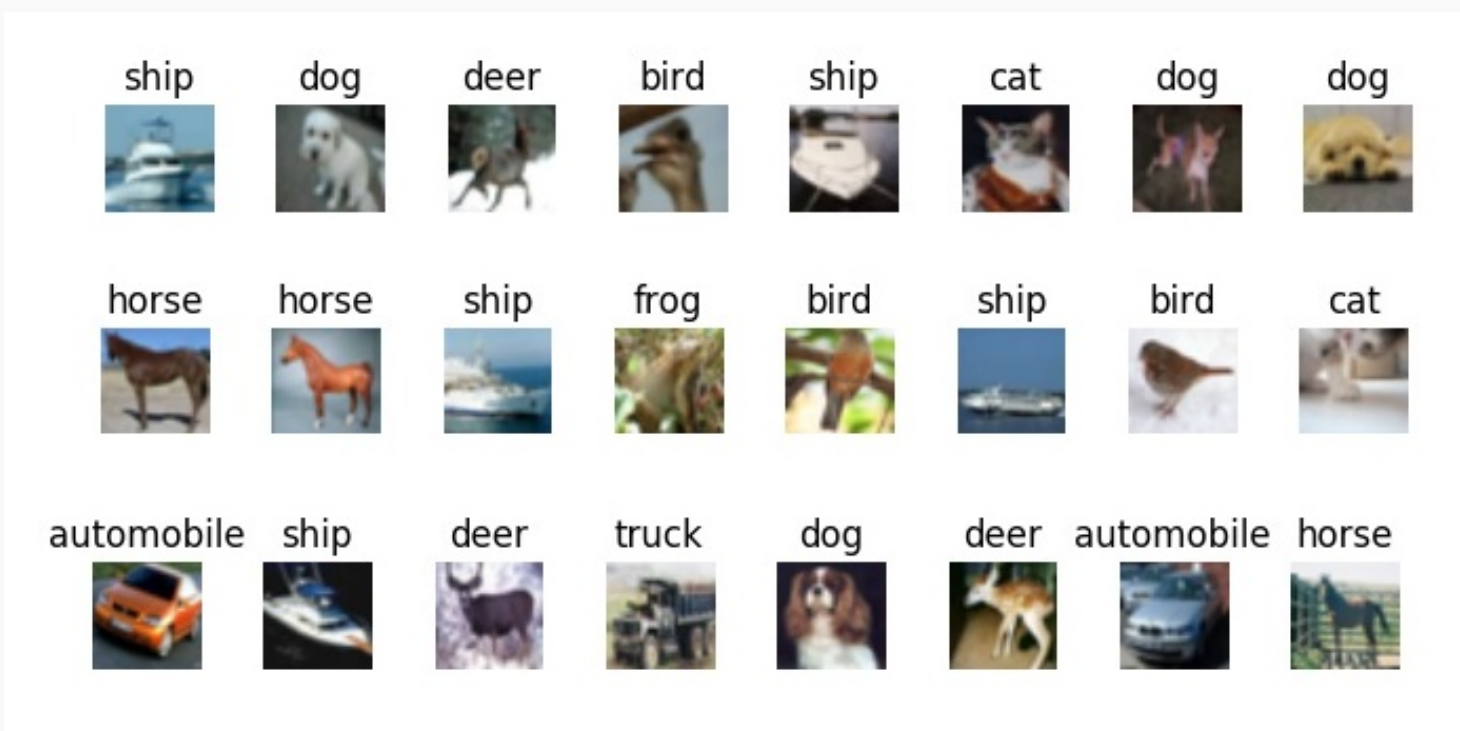 ship dog deer bird ship cat dog dog
horse horse ship frog bird ship bird cat
automobile ship deer truck dog deer automobile horse